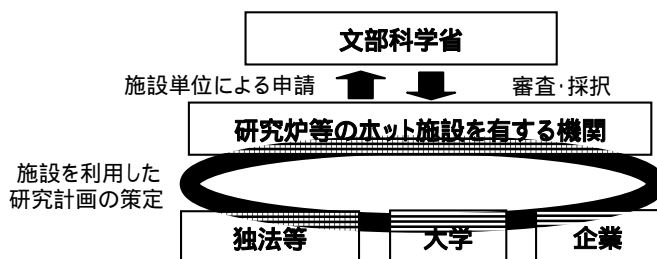 文部科学省
施設単位による申請
審査・採択
研究炉等のホット施設を有する機関
施設を利用した
研究計画の策定
独法等
大学
企業